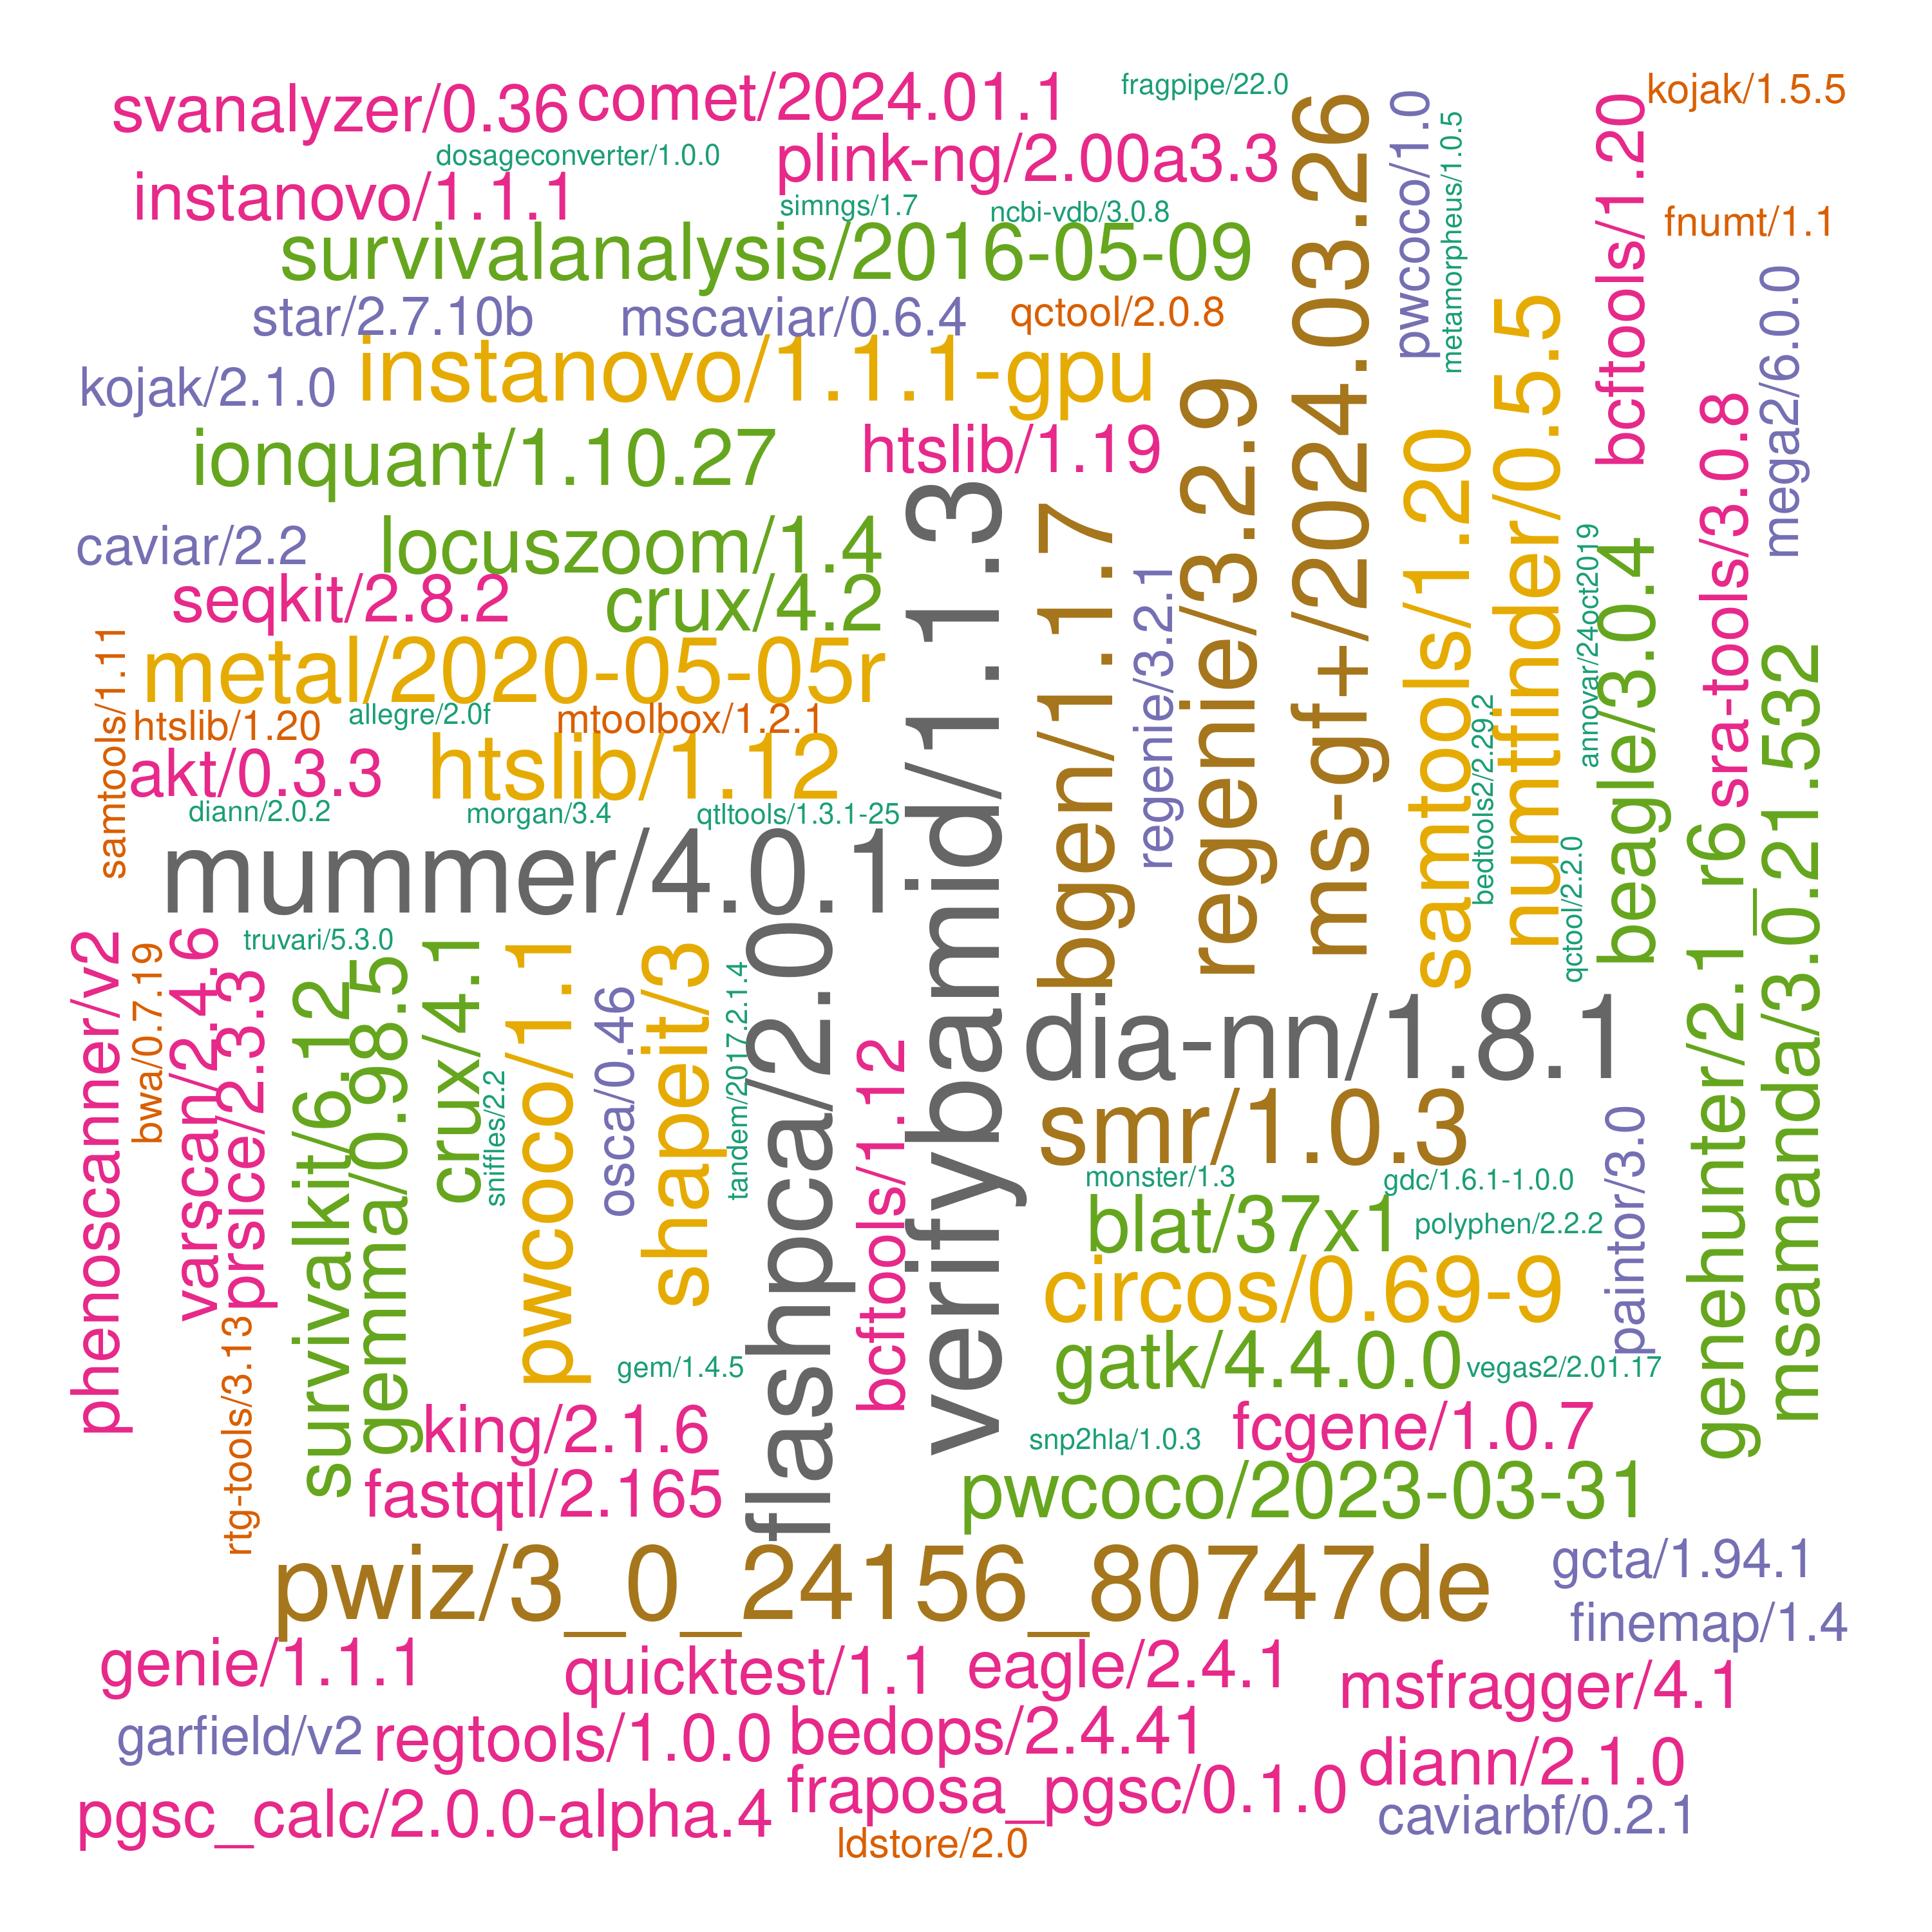 svanalyzer/0.36
comet/2024.01.1
fragpipe/22.0
kojak/1.5.5
dosageconverter/1.0.0
plink-ng/2.00a3.3
ms-gf+/2024.03.26
pwcoco/1.0
metamorpheus/1.0.5
bcftools/1.20
instanovo/1.1.1
simngs/1.7
ncbi-vdb/3.0.8
fnumt/1.1
survivalanalysis/2016-05-09
star/2.7.10b
mscaviar/0.6.4
qctool/2.0.8
mega2/6.0.0
kojak/2.1.0
instanovo/1.1.1-gpu
numtfinder/0.5.5
regenie/3.2.9
sra-tools/3.0.8
ionquant/1.10.27
htslib/1.19
samtools/1.20
verifybamid/1.1.3
bgen/1.1.7
caviar/2.2
locuszoom/1.4
annovar/24oct2019
beagle/3.0.4
seqkit/2.8.2
crux/4.2
regenie/3.2.1
samtools/1.11
metal/2020-05-05r
msamanda/3.0.21.532
htslib/1.20
allegre/2.0f
mtoolbox/1.2.1
bedtools2/2.29.2
akt/0.3.3
htslib/1.12
diann/2.0.2
morgan/3.4
qtltools/1.3.1-25
genehunter/2.1_r6
mummer/4.0.1
qctool/2.2.0
phenoscanner/v2
bwa/0.7.19
varscan/2.4.6
truvari/5.3.0
prsice/2.3.3
survivalkit/6.12
gemma/0.98.5
crux/4.1
pwcoco/1.1
osca/0.46
shapeit/3
tandem/2017.2.1.4
flashpca/2.0
dia-nn/1.8.1
bcftools/1.12
sniffles/2.2
smr/1.0.3
paintor/3.0
monster/1.3
gdc/1.6.1-1.0.0
blat/37x1
polyphen/2.2.2
circos/0.69-9
rtg-tools/3.13
gem/1.4.5
gatk/4.4.0.0
vegas2/2.01.17
king/2.1.6
snp2hla/1.0.3
fcgene/1.0.7
fastqtl/2.165
pwcoco/2023-03-31
pwiz/3_0_24156_80747de
gcta/1.94.1
finemap/1.4
genie/1.1.1
quicktest/1.1
eagle/2.4.1
msfragger/4.1
garfield/v2
regtools/1.0.0
bedops/2.4.41
diann/2.1.0
pgsc_calc/2.0.0-alpha.4
fraposa_pgsc/0.1.0
caviarbf/0.2.1
ldstore/2.0